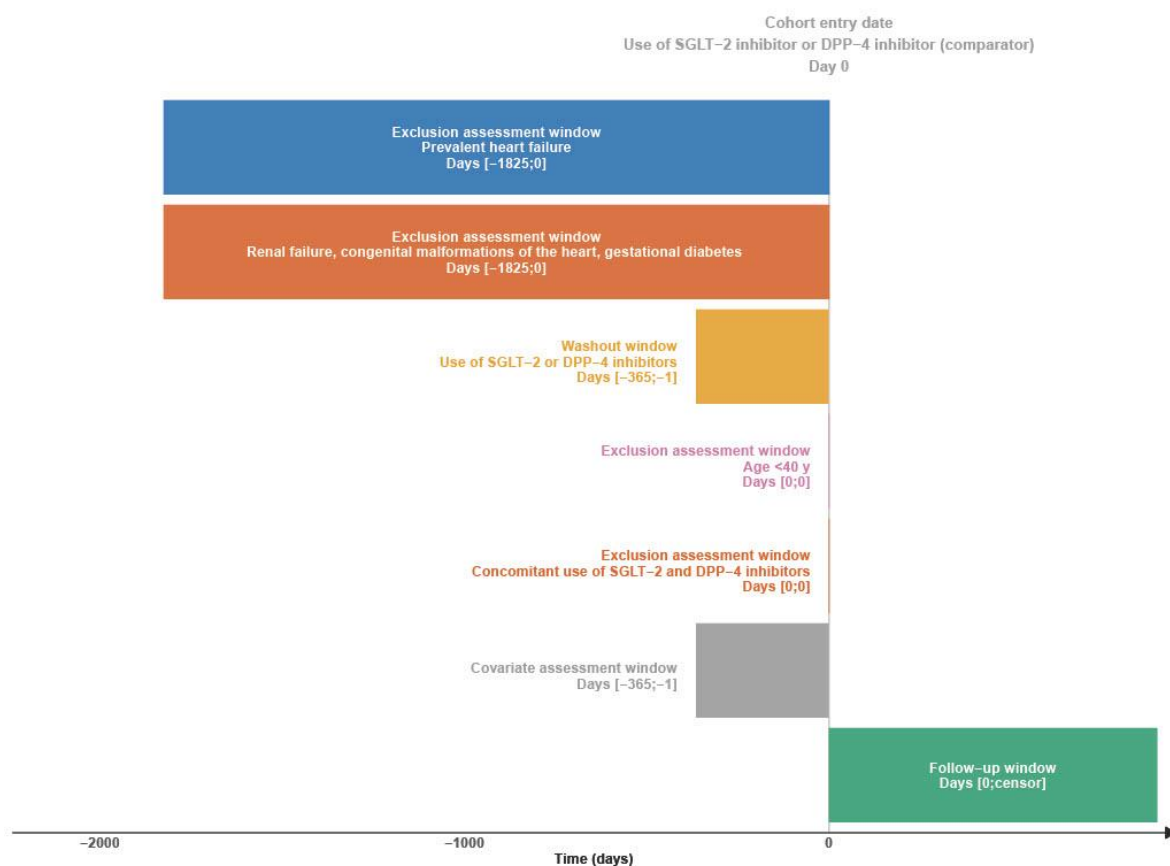 Cohort entry date
Use of SGLT−2 inhibitor or DPP−4 inhibitor (comparator)
Day 0
Exclusion assessment window
Prevalent heart failure
Days [−1825;0]
Exclusion assessment window
Renal failure, congenital malformations of the heart, gestational diabetes
Days [−1825;0]
Washout window
Use of SGLT−2 or DPP−4 inhibitors
Days [−365;−1]
Exclusion assessment window
Age <40 y
Days [0;0]
Exclusion assessment window
Concomitant use of SGLT−2 and DPP−4 inhibitors
Days [0;0]
Covariate assessment window
Days [−365;−1]
Follow−up window
Days [0;censor]
−2000 −1000 0
Time (days)